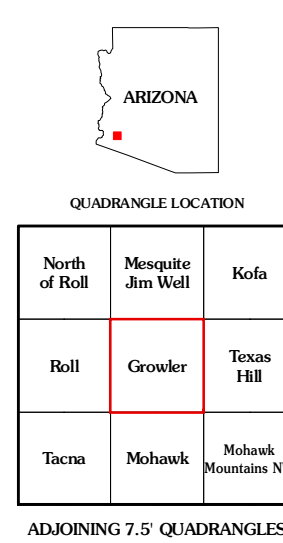 ARIZONA
QUADRANGLE LOCATION
North
of Roll
Mesquite
Jim Well
Kofa
Roll
Growler
Texas
Hill
Tacna
Mohawk
Mohawk
Mountains N
ADJOINING 7.5' QUADRANGLES